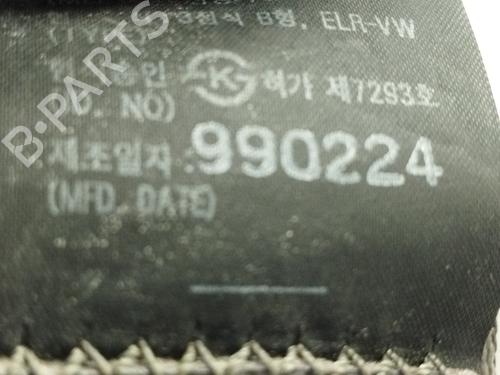 3점식 B형, ELR-VW
(TYPE)
허가 제7293호
NO)
제조일자 : 990224
(MFD. DATE)
B-PARTS